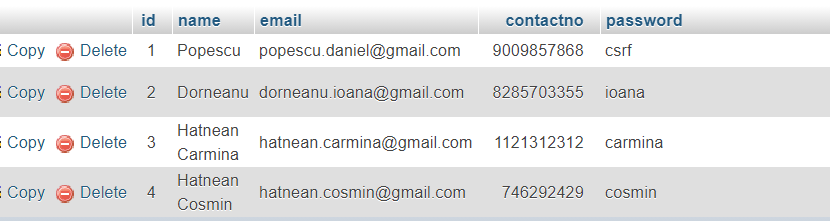 id name email contactno password
Copy Delete 1 Popescu popescu.daniel@gmail.com 9009857868 csrf
Copy Delete 2 Dorneanu dorneanu.ioana@gmail.com 8285703355 ioana
Copy Delete 3 Hatnean Carmina hatnean.carmina@gmail.com 1121312312 carmina
Copy Delete 4 Hatnean Cosmin hatnean.cosmin@gmail.com 746292429 cosmin